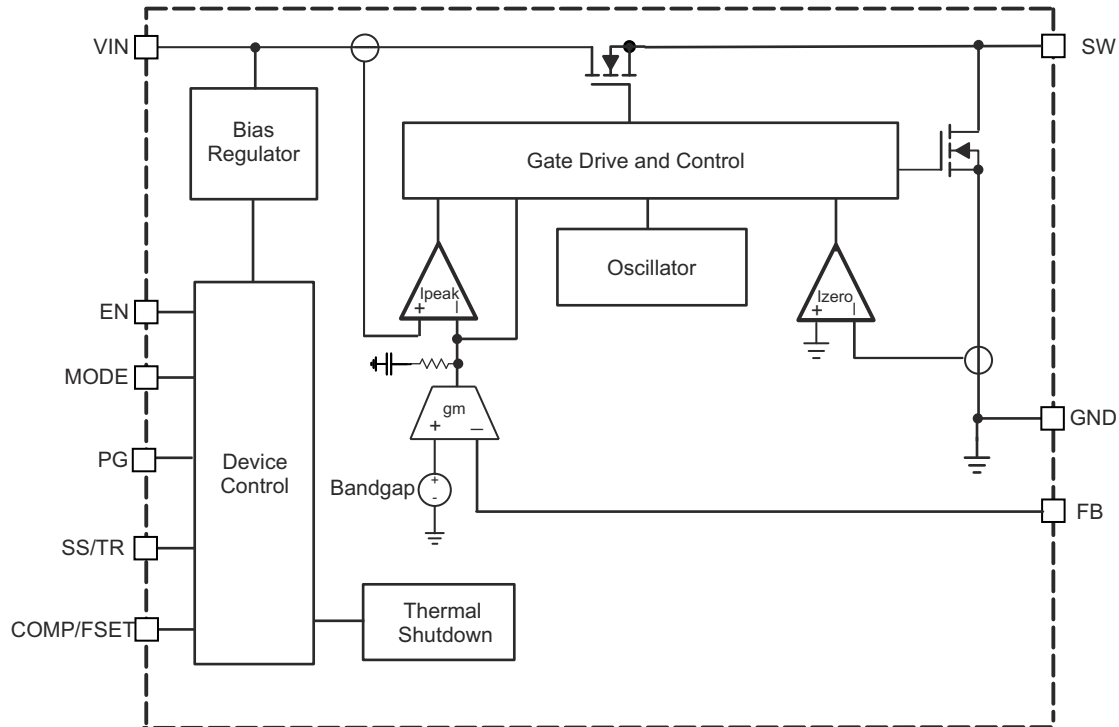 VIN
SW
Bias
Regulator
Gate Drive and Control
Oscillator
Ipeak
+ –
Izero
+ –
EN
MODE
gm
+ –
GND
PG
Device
Control
Bandgap
+
-
FB
SS/TR
Thermal
Shutdown
COMP/FSET